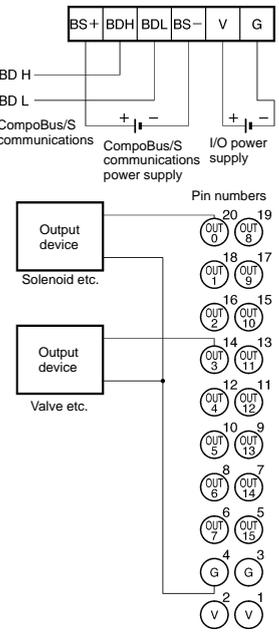 BS+ BDH BDL BS− V G
BD H
BD L
CompoBus/S communications
+ −
CompoBus/S communications power supply
+ −
I/O power supply
Pin numbers
Output device
Solenoid etc.
Output device
Valve etc.
20 19
OUT 0 OUT 8
18 17
OUT 1 OUT 9
16 15
OUT 2 OUT 10
14 13
OUT 3 OUT 11
12 11
OUT 4 OUT 12
10 9
OUT 5 OUT 13
8 7
OUT 6 OUT 14
6 5
OUT 7 OUT 15
4 3
G G
2 1
V V